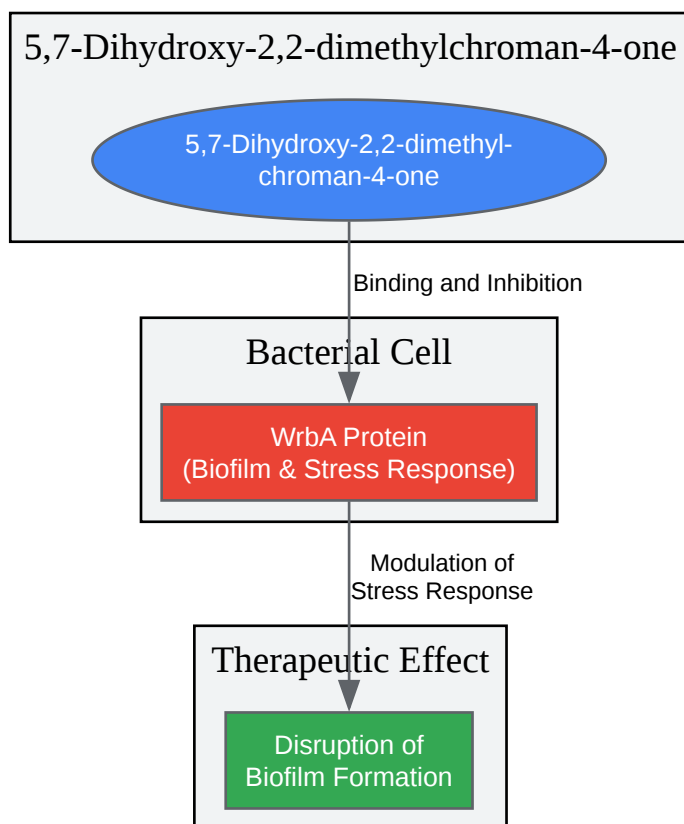 5,7-Dihydroxy-2,2-dimethylchroman-4-one
5,7-Dihydroxy-2,2-dimethyl-
chroman-4-one
Binding and Inhibition
Bacterial Cell
WrbA Protein
(Biofilm & Stress Response)
Modulation of
Stress Response
Therapeutic Effect
Disruption of
Biofilm Formation